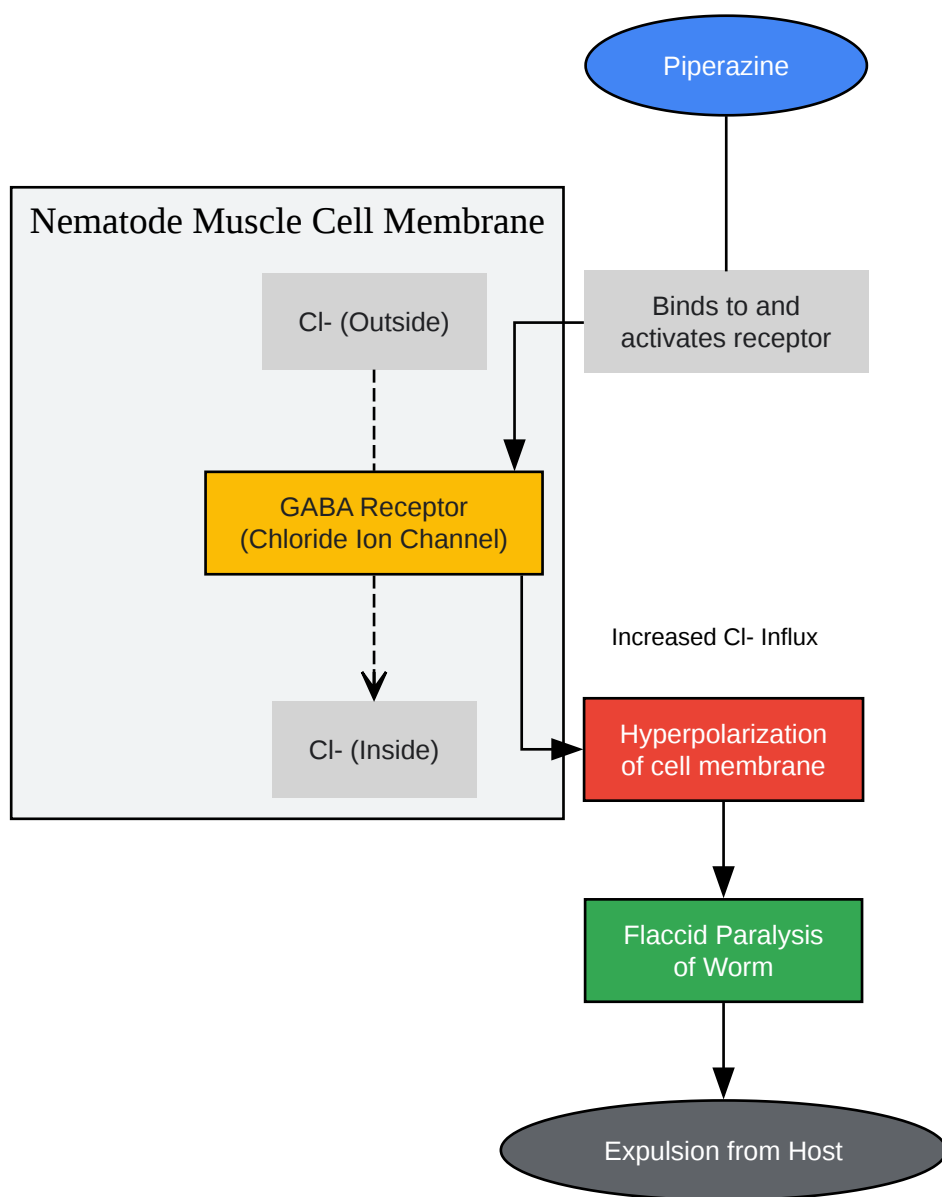 Piperazine
Nematode Muscle Cell Membrane
Cl- (Outside)
Binds to and
activates receptor
GABA Receptor
(Chloride Ion Channel)
Increased Cl- Influx
Cl- (Inside)
Hyperpolarization
of cell membrane
Flaccid Paralysis
of Worm
Expulsion from Host